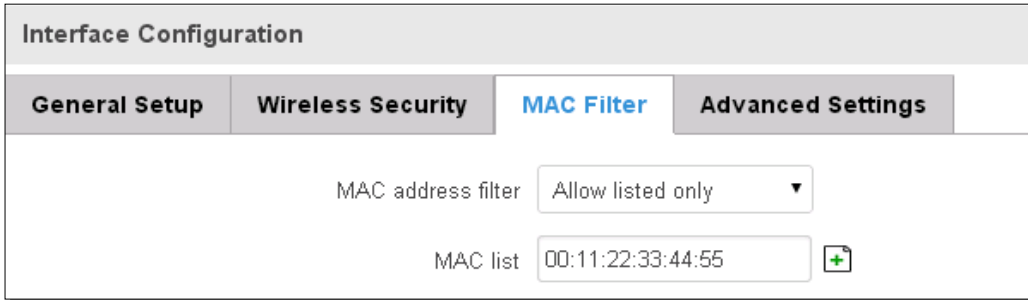 Interface Configuration
General Setup Wireless Security MAC Filter Advanced Settings
MAC address filter Allow listed only
MAC list 00:11:22:33:44:55